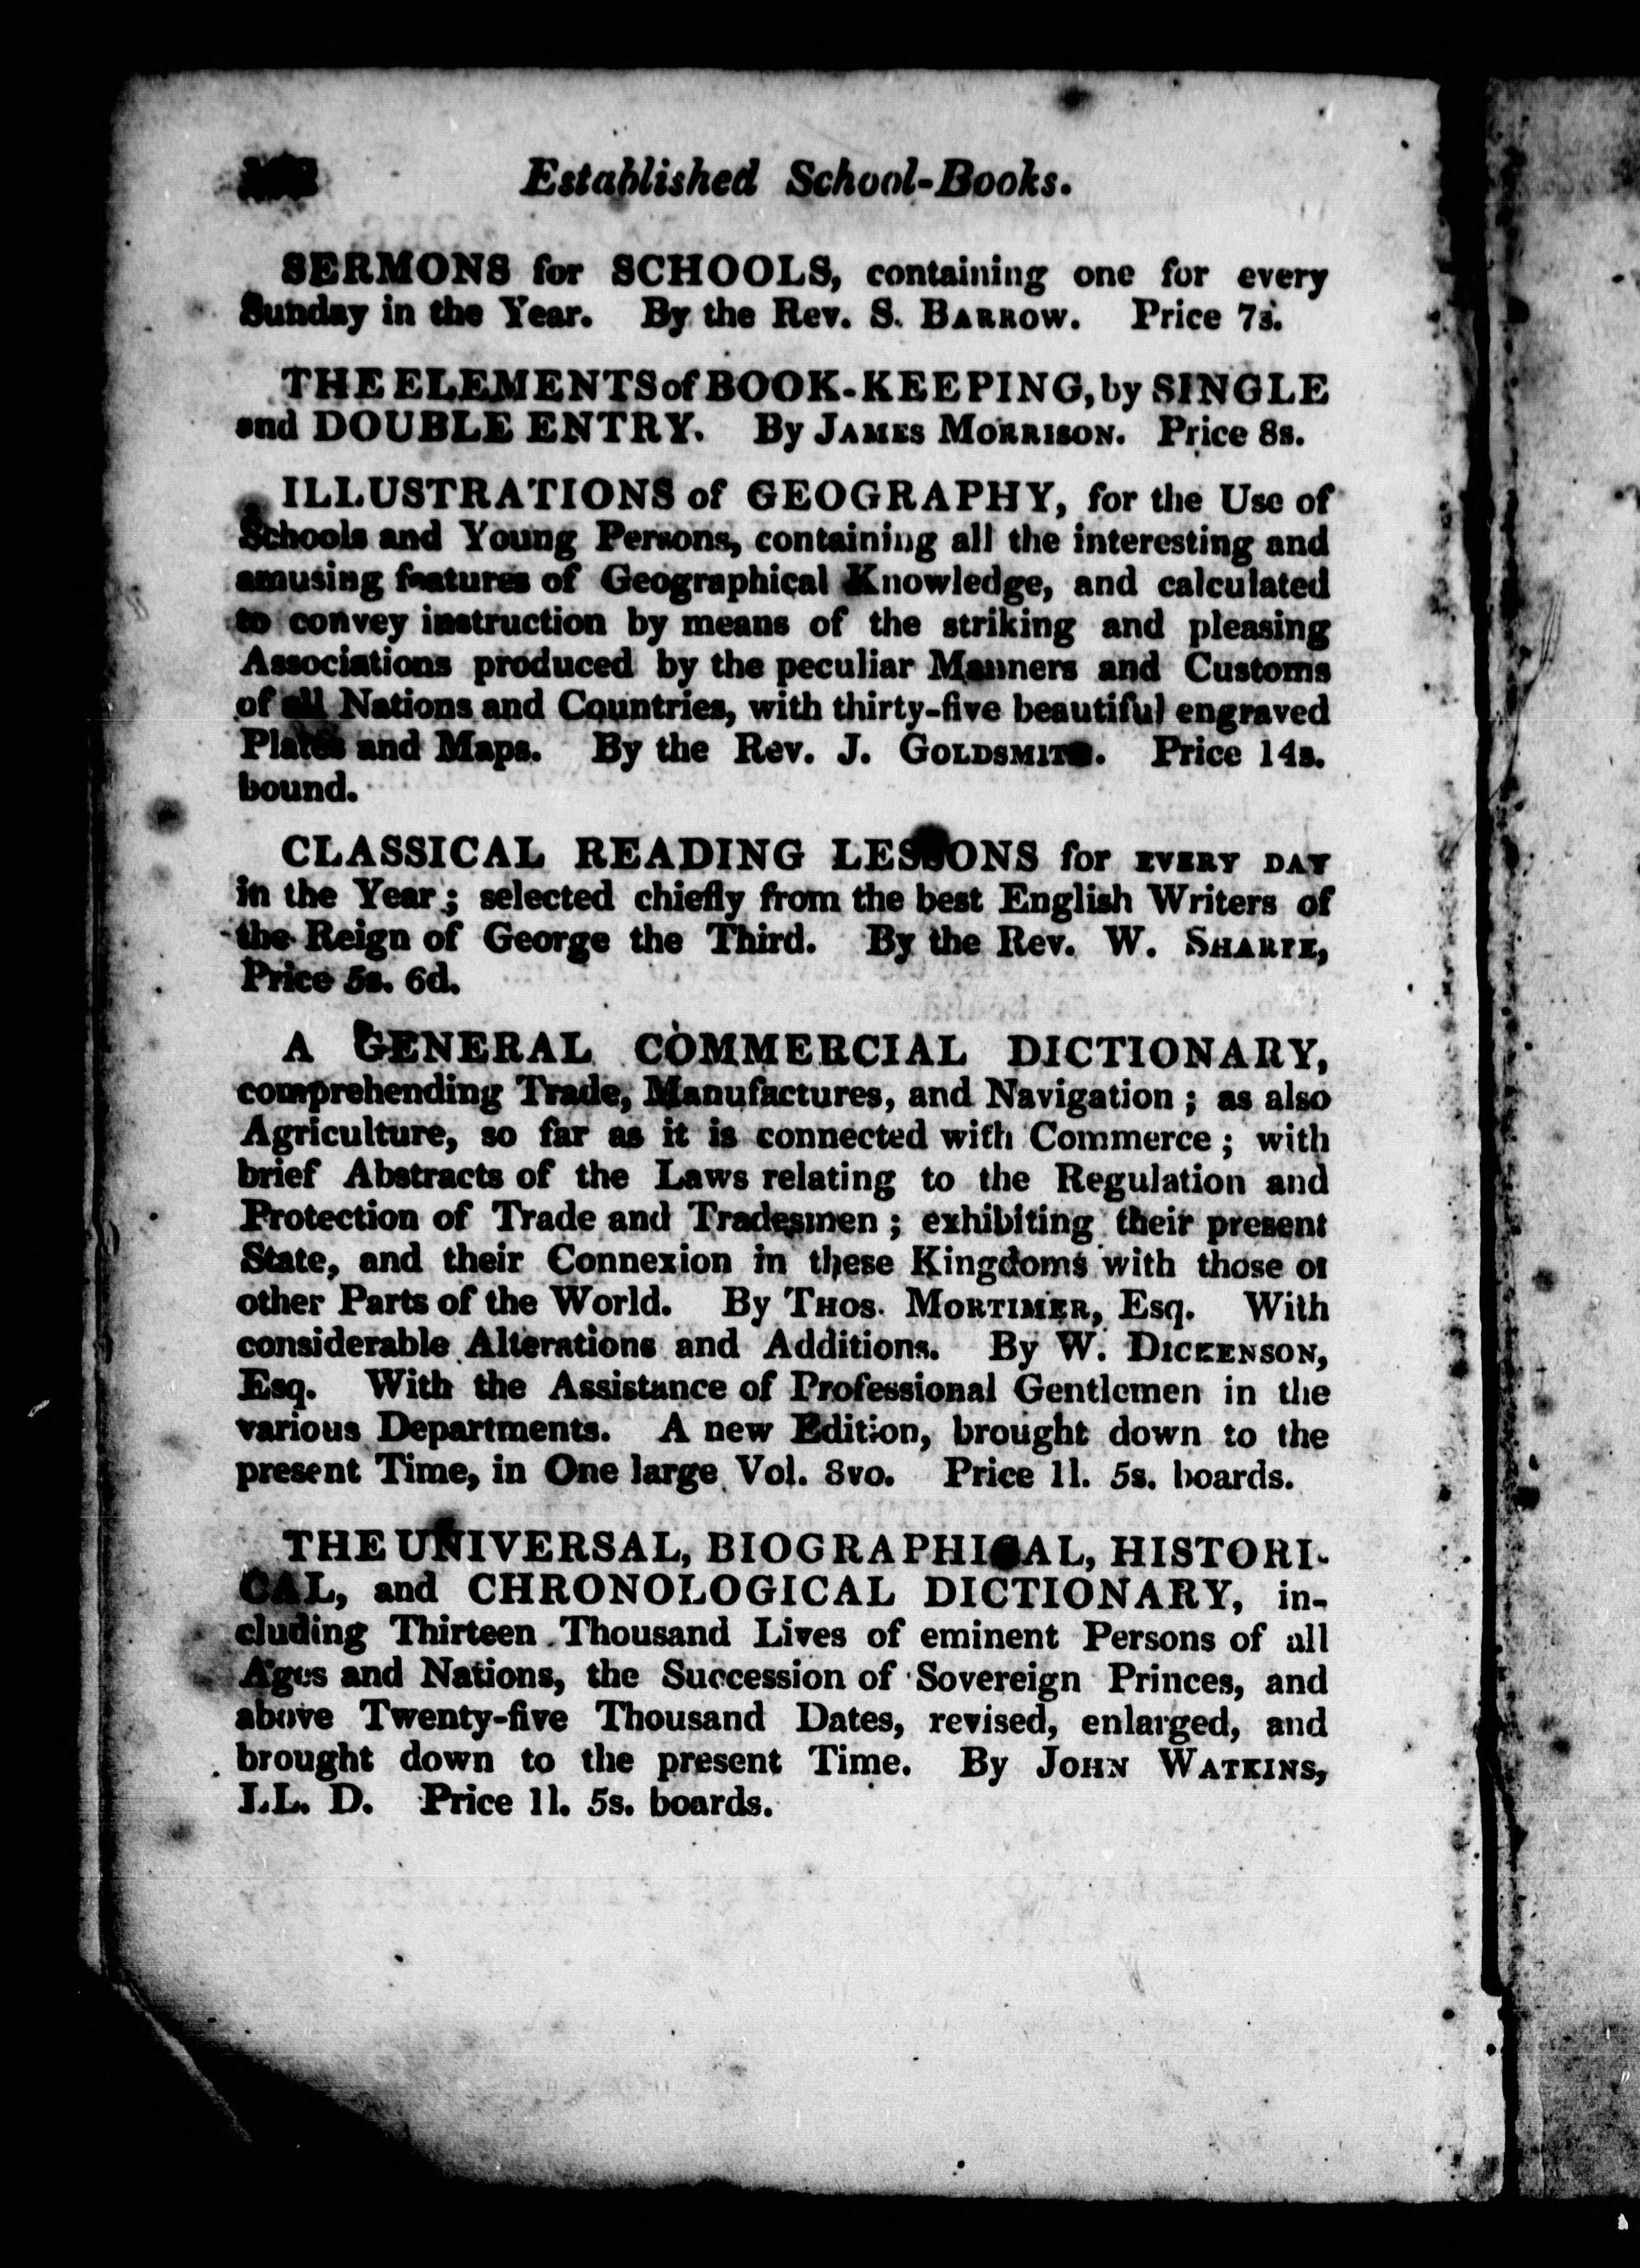 Established School-Books.
SERMONS for SCHOOLS, containing one for every
Sunday in the Year. By the Rev. S. BARROW. Price 7s.
THE ELEMENTS of BOOK-KEEPING, by SINGLE
and DOUBLE ENTRY. By JAMES MORRISON. Price 8s.
ILLUSTRATIONS of GEOGRAPHY, for the Use of
Schools and Young Persons, containing all the interesting and
amusing features of Geographical Knowledge, and calculated
to convey instruction by means of the striking and pleasing
Associations produced by the peculiar Manners and Customs
of all Nations and Countries, with thirty-five beautiful engraved
Plates and Maps. By the Rev. J. GOLDSMITH. Price 14s.
bound.
CLASSICAL READING LESSONS for EVERY DAY
in the Year; selected chiefly from the best English Writers of
the Reign of George the Third. By the Rev. W. SHARPE,
Price 5s. 6d.
A GENERAL COMMERCIAL DICTIONARY,
comprehending Trade, Manufactures, and Navigation; as also
Agriculture, so far as it is connected with Commerce; with
brief Abstracts of the Laws relating to the Regulation and
Protection of Trade and Tradesmen; exhibiting their present
State, and their Connexion in these Kingdoms with those of
other Parts of the World. By THOS. MORTIMER, Esq. With
considerable Alterations and Additions. By W. DICKENSON,
Esq. With the Assistance of Professional Gentlemen in the
various Departments. A new Edition, brought down to the
present Time, in One large Vol. 8vo. Price 1l. 5s. boards.
THE UNIVERSAL, BIOGRAPHICAL, HISTORI-
CAL, and CHRONOLOGICAL DICTIONARY, in-
cluding Thirteen Thousand Lives of eminent Persons of all
Ages and Nations, the Succession of Sovereign Princes, and
above Twenty-five Thousand Dates, revised, enlarged, and
brought down to the present Time. By JOHN WATKINS,
LL. D. Price 1l. 5s. boards.